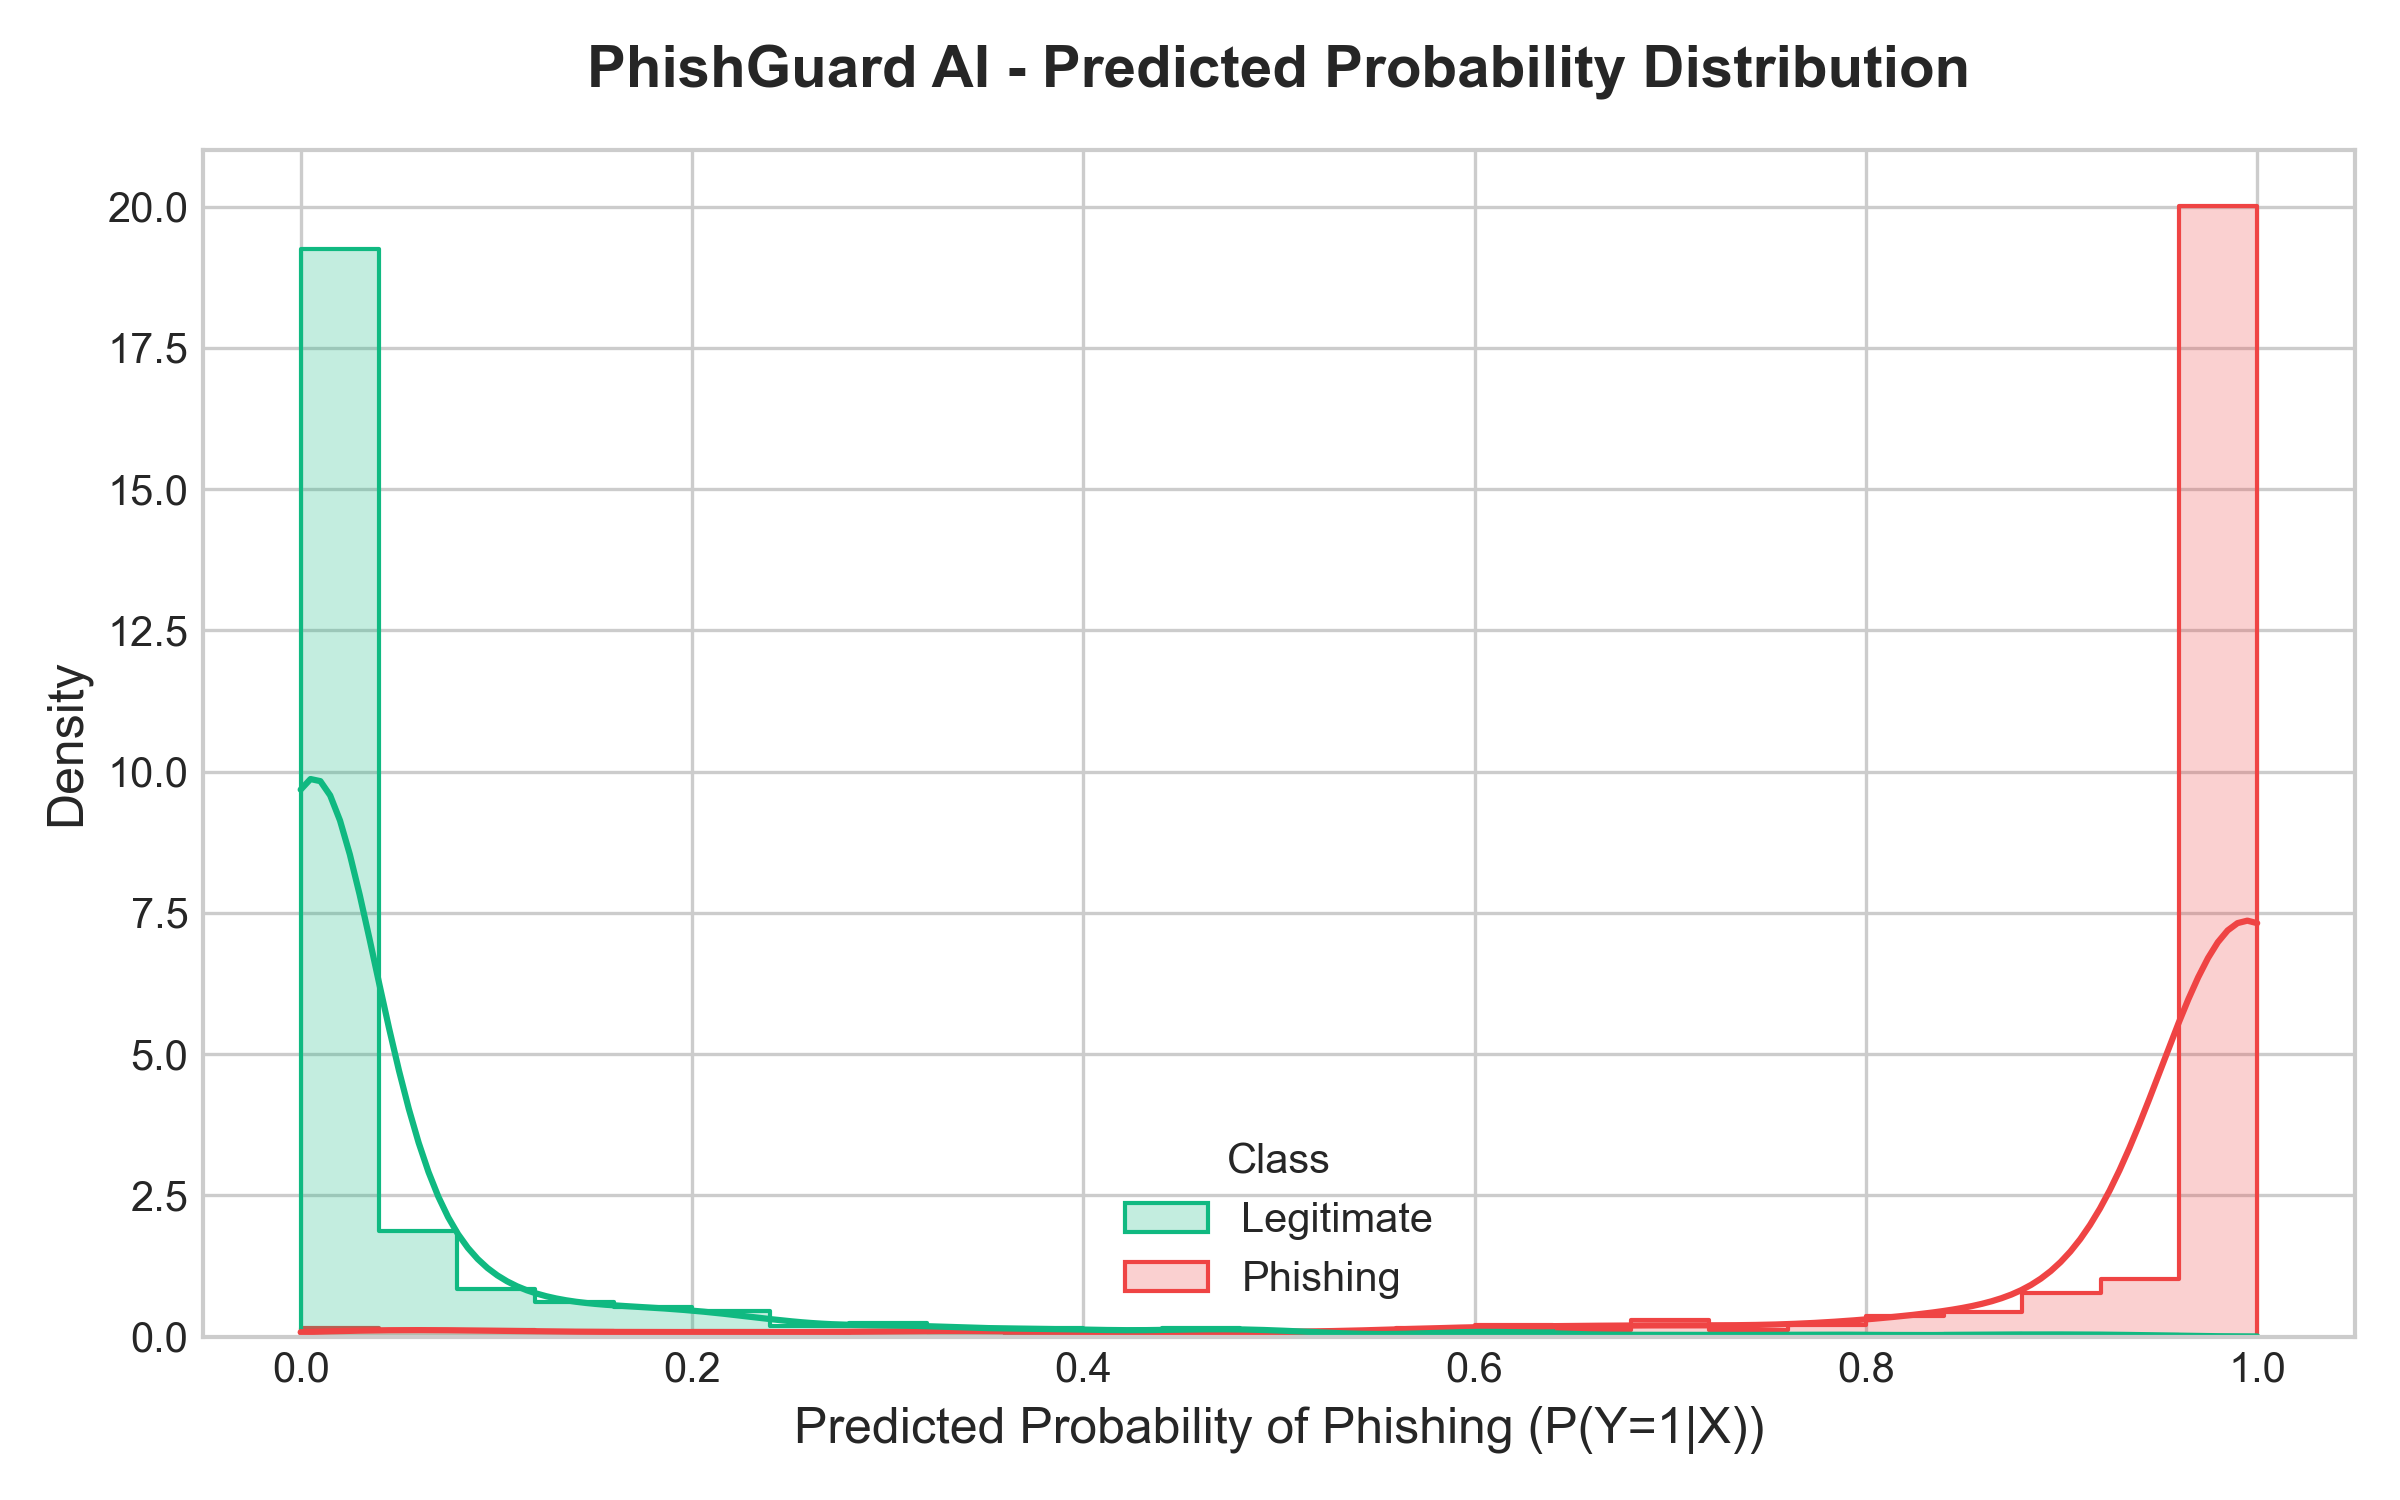 PhishGuard AI - Predicted Probability Distribution
20.0
17.5
15.0
12.5
10.0
7.5
5.0
2.5
0.0
Density
Class
Legitimate
Phishing
0.0 0.2 0.4 0.6 0.8 1.0
Predicted Probability of Phishing (P(Y=1|X))